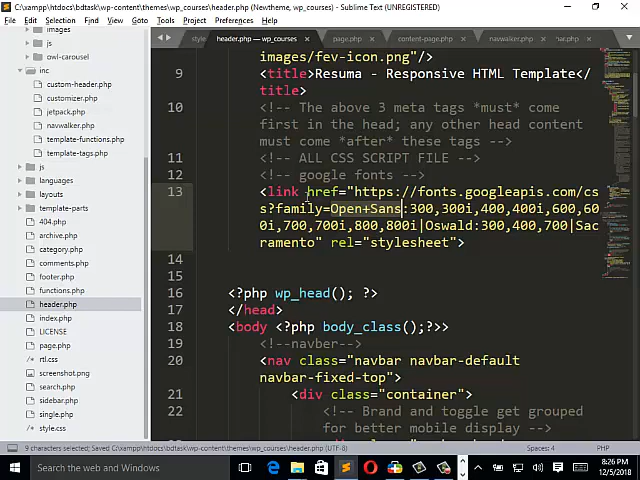 C:\xampp\htdocs\bdtask\wp-content\themes\wp_courses\header.php (Newtheme, wp_courses) - Sublime Text (UNREGISTERED)
File Edit Selection Find View Goto Tools Project Preferences Help
style header.php — wp_courses × page.php × content-page.php × navwalker.php × bar.php ×
images
js
owl-carousel
inc
custom-header.php
customizer.php
jetpack.php
navwalker.php
template-functions.php
template-tags.php
js
languages
layouts
template-parts
404.php
archive.php
category.php
comments.php
footer.php
functions.php
header.php
index.php
LICENSE
page.php
rtl.css
screenshot.png
search.php
sidebar.php
single.php
style.css
images/fev-icon.png"/>
9 <title>Resuma - Responsive HTML Template</
title>
10 <!-- The above 3 meta tags *must* come
first in the head; any other head content
must come *after* these tags -->
11 <!-- ALL CSS SCRIPT FILE -->
12 <!-- google fonts -->
13 <link href="https://fonts.googleapis.com/cs
s?family=Open+Sans:300,300i,400,400i,600,60
0i,700,700i,800,800i|Oswald:300,400,700|Sac
ramento" rel="stylesheet">
14
15
16 <?php wp_head(); ?>
17 </head>
18 <body <?php body_class();?>>
19 <!--navber-->
20 <nav class="navbar navbar-default
navbar-fixed-top">
21 <div class="container">
22 <!-- Brand and toggle get grouped
for better mobile display -->
9 characters selected; Saved C:\xampp\htdocs\bdtask\wp-content\themes\wp_courses\header.php (UTF-8) Spaces: 4 PHP
Search the web and Windows
8:26 PM
12/5/2018